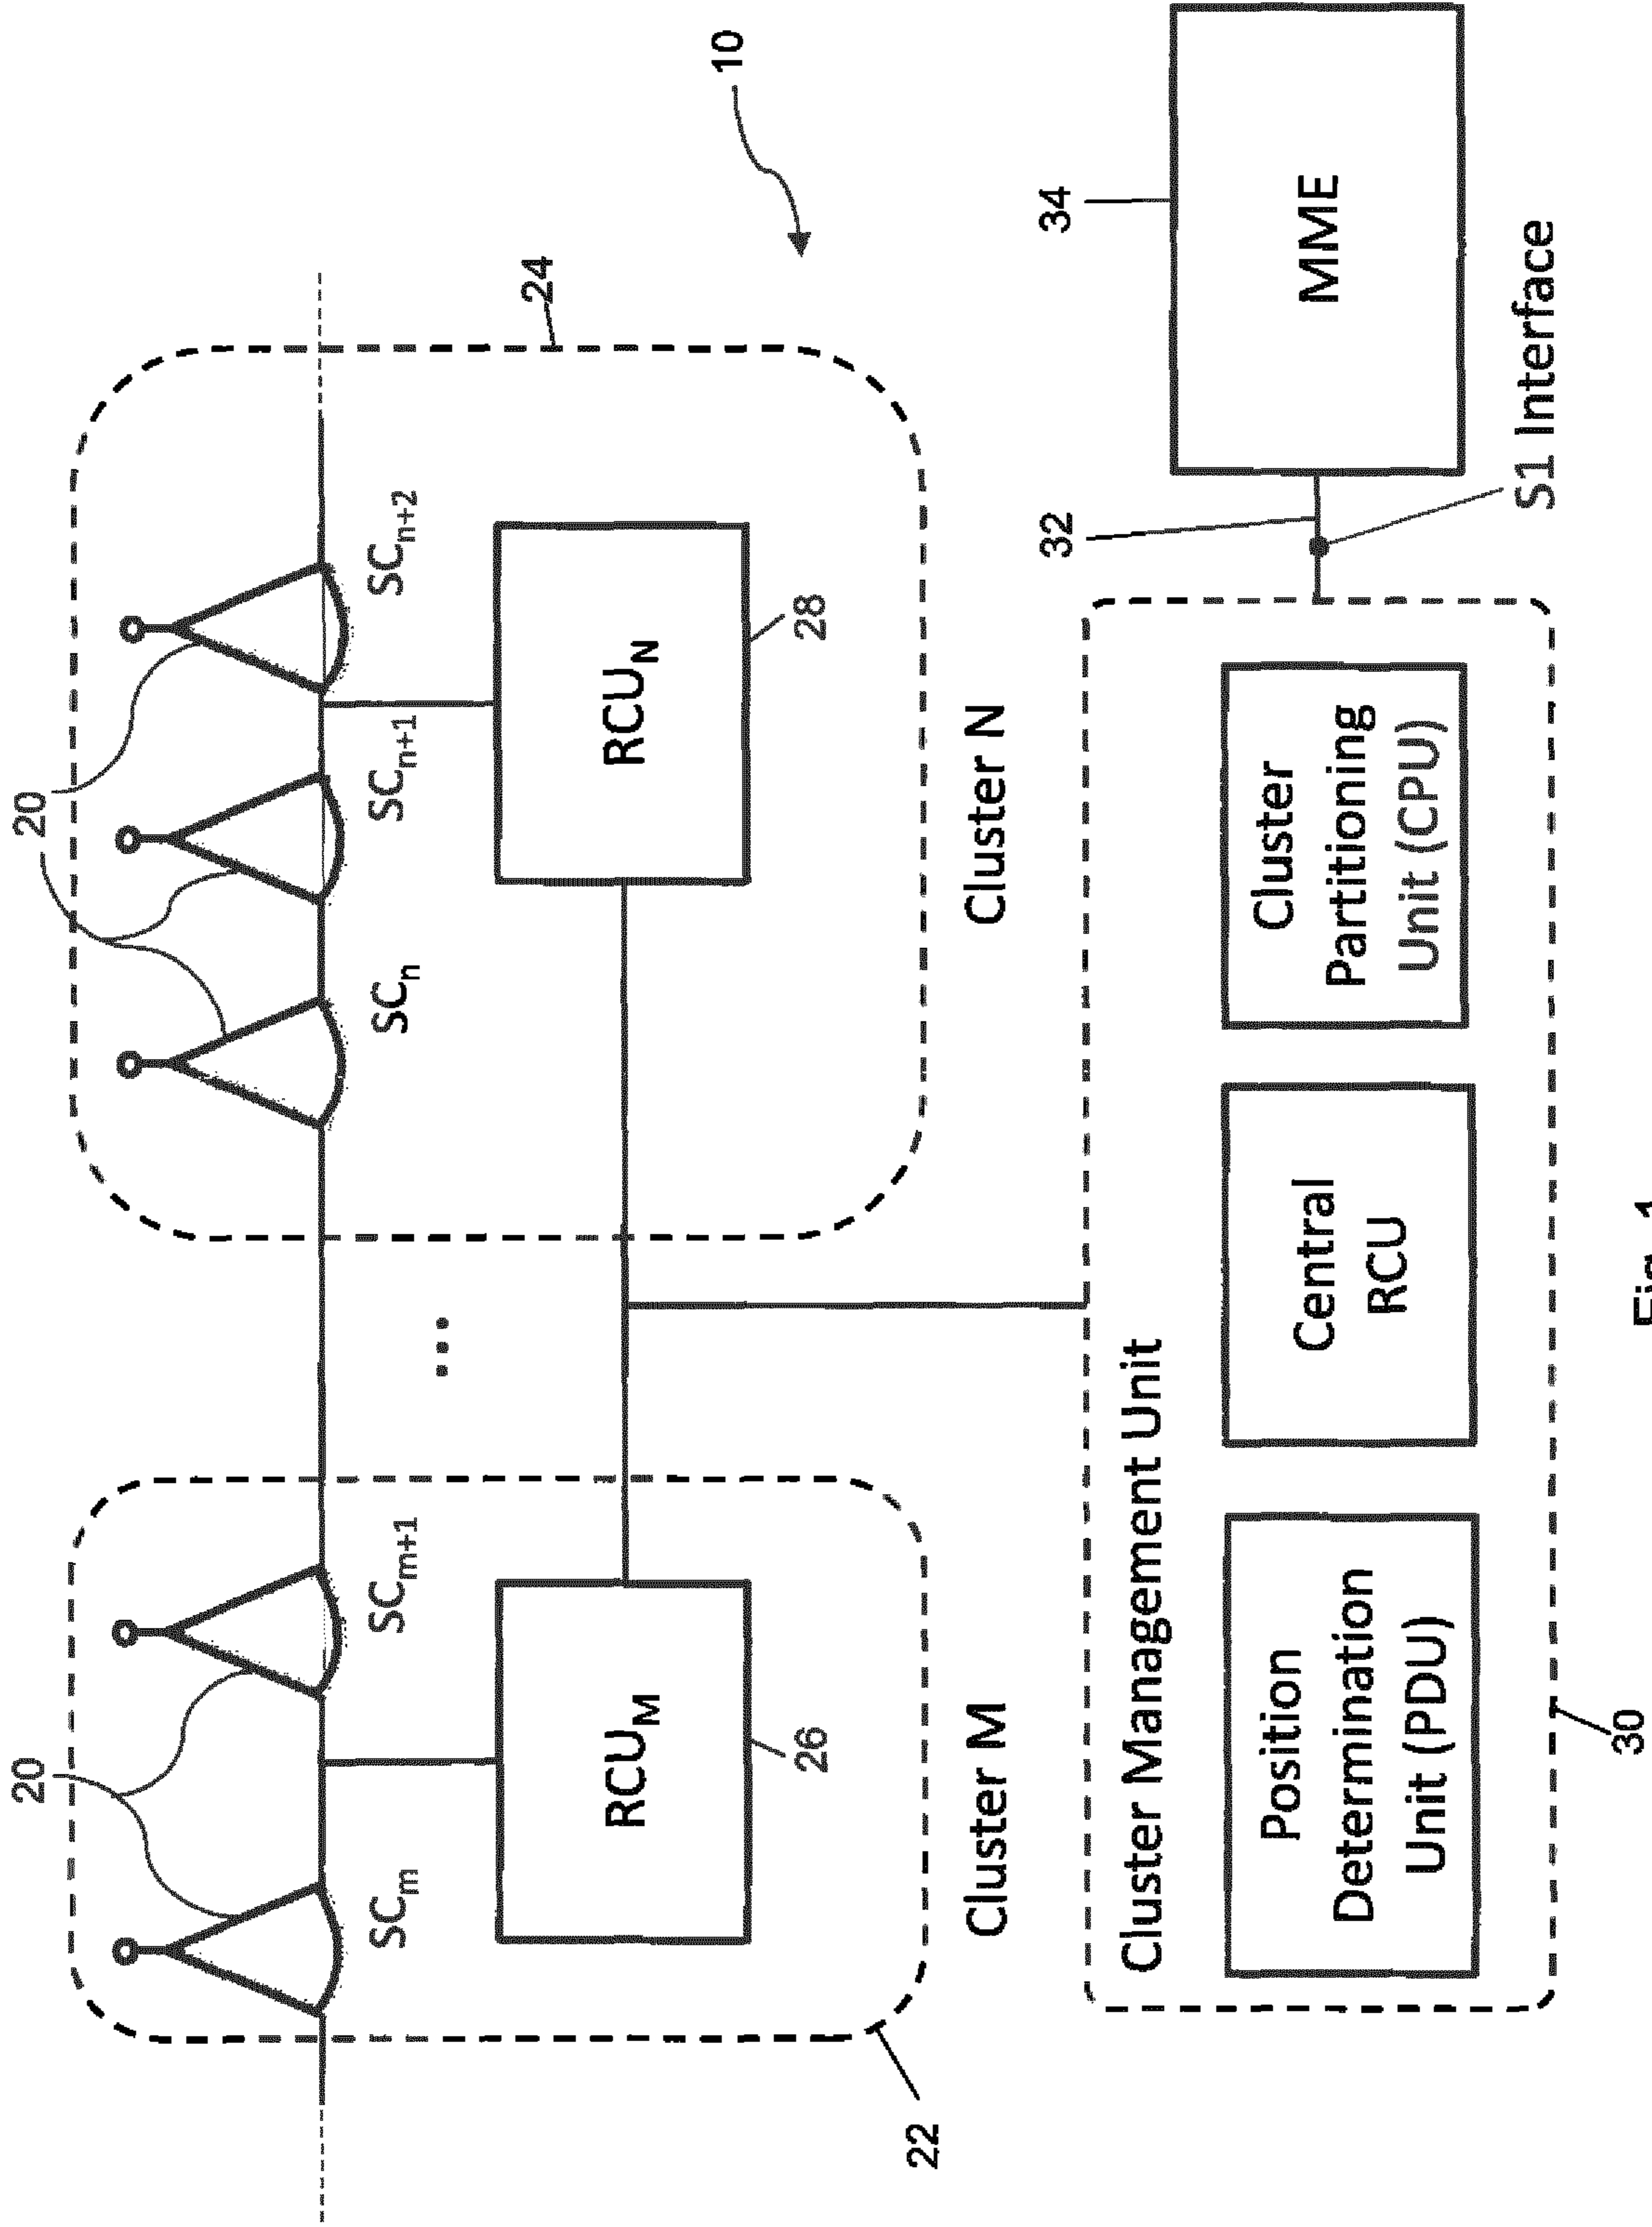 20
20
24
10
SCm
SCm+1
SCn
SCn+1
SCn+2
...
RCUM
RCUN
26
28
22
Cluster M
Cluster N
Cluster Management Unit
32
34
Position
Determination
Unit (PDU)
Central
RCU
Cluster
Partitioning
Unit (CPU)
MME
S1 Interface
30
Fig. 1